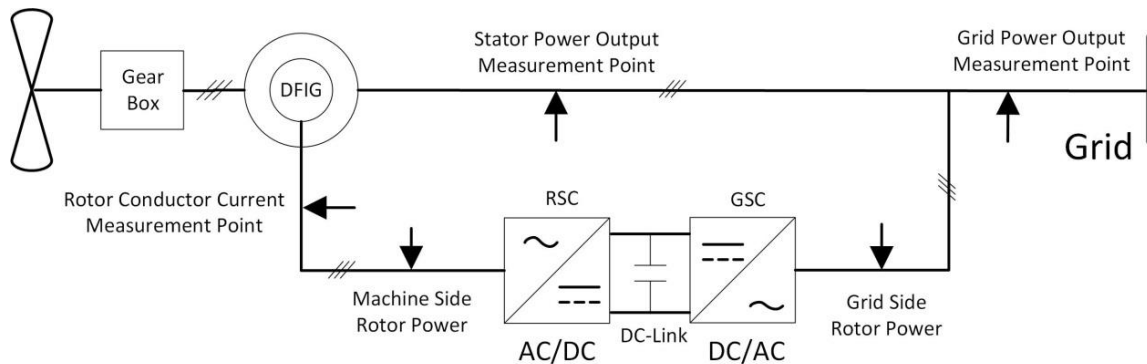 Stator Power Output
Measurement Point
Grid Power Output
Measurement Point
Gear
Box
DFIG
Grid
Rotor Conductor Current
Measurement Point
RSC
GSC
Machine Side
Rotor Power
DC-Link
Grid Side
Rotor Power
AC/DC
DC/AC